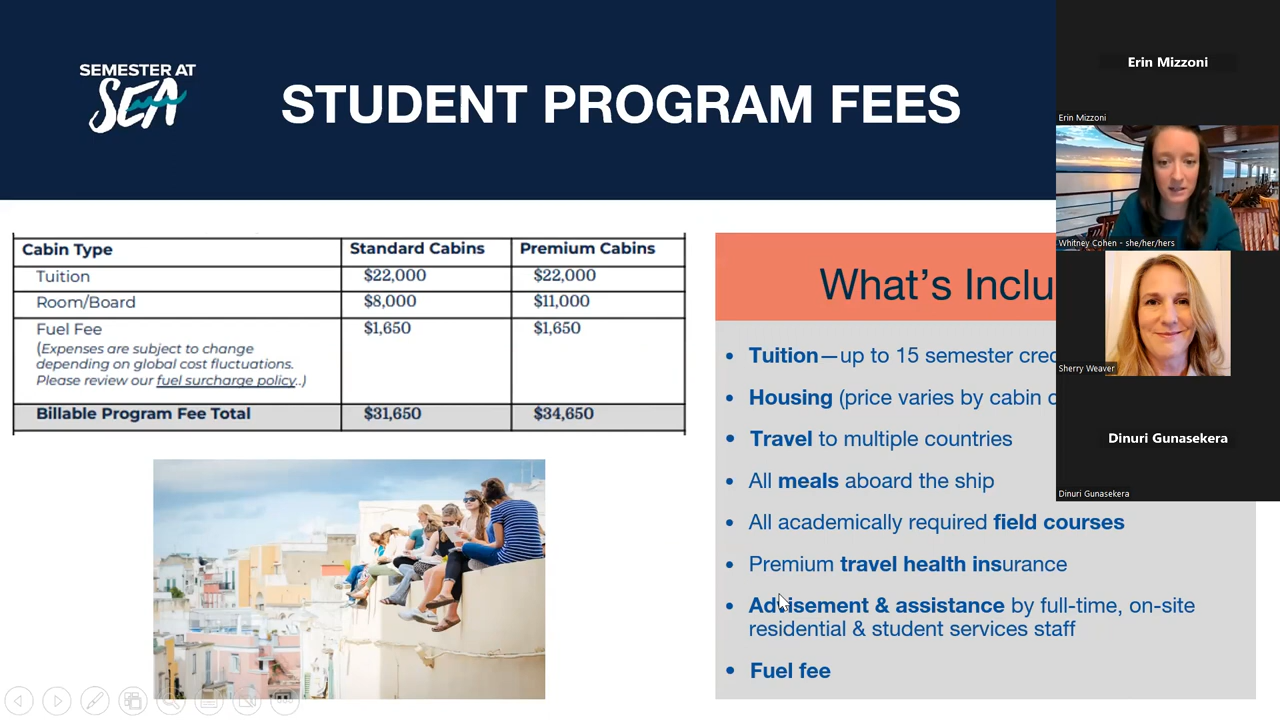 SEMESTER AT
SEA
STUDENT PROGRAM FEES
Cabin Type Standard Cabins Premium Cabins
Tuition $22,000 $22,000
Room/Board $8,000 $11,000
Fuel Fee $1,650 $1,650
(Expenses are subject to change
depending on global cost fluctuations.
Please review our fuel surcharge policy..)
Billable Program Fee Total $31,650 $34,650
What's Inclu
• Tuition—up to 15 semester cred
• Housing (price varies by cabin
• Travel to multiple countries
• All meals aboard the ship
• All academically required field courses
• Premium travel health insurance
• Advisement & assistance by full-time, on-site
residential & student services staff
• Fuel fee
Erin Mizzoni
Erin Mizzoni
Whitney Cohen - she/her/hers
Sherry Weaver
Dinuri Gunasekera
Dinuri Gunasekera